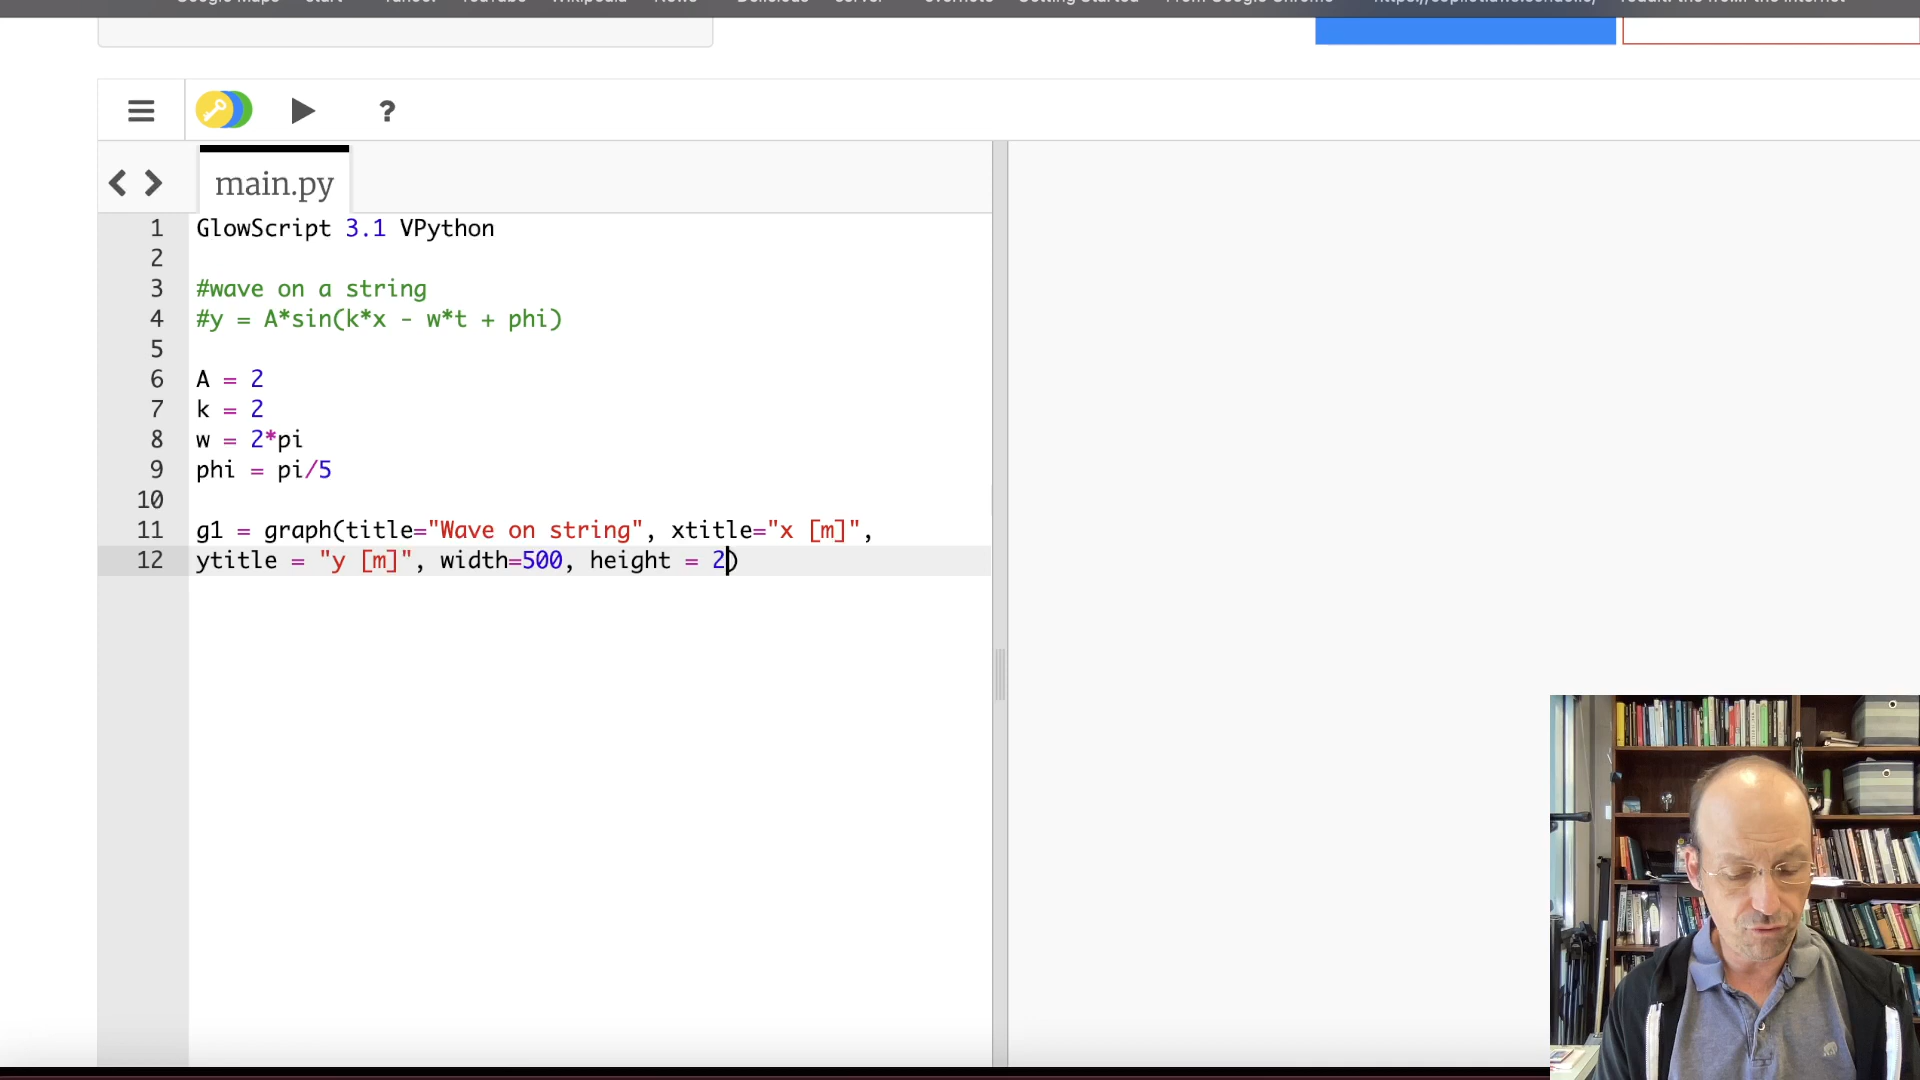 main.py
1 GlowScript 3.1 VPython
2
3 #wave on a string
4 #y = A*sin(k*x - w*t + phi)
5
6 A = 2
7 k = 2
8 w = 2*pi
9 phi = pi/5
10
11 g1 = graph(title="Wave on string", xtitle="x [m]",
12 ytitle = "y [m]", width=500, height = 2)